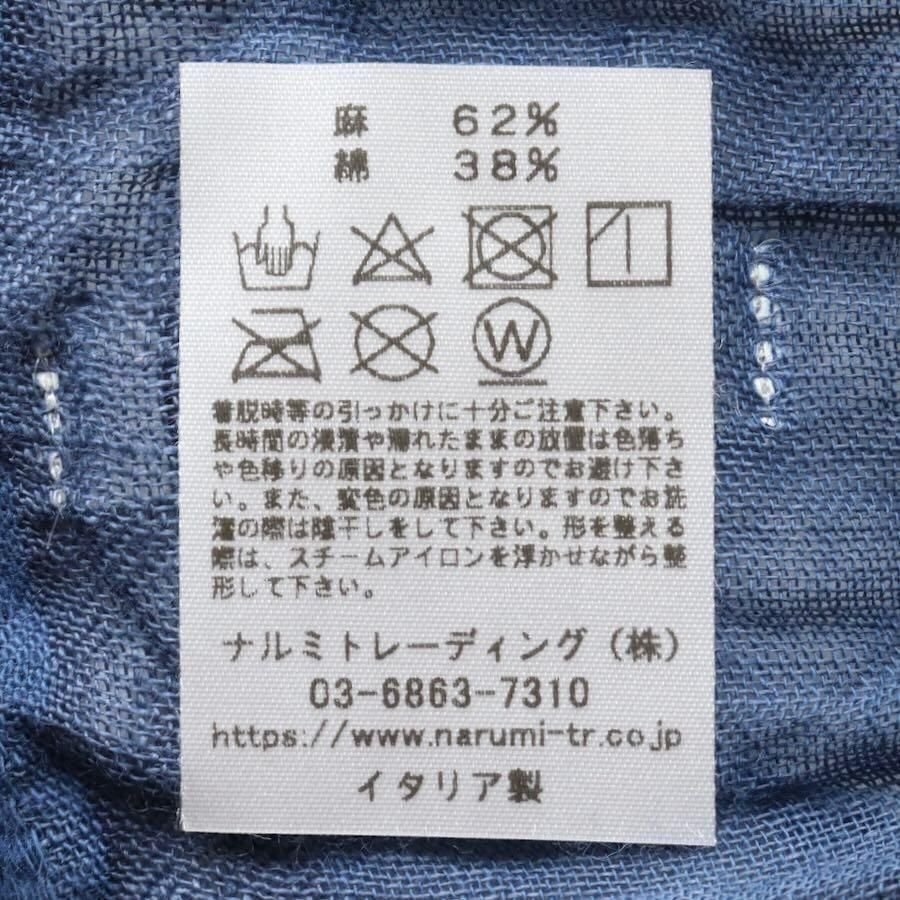 麻 62%
綿 38%
W
着脱時等の引っかけに十分ご注意下さい。
長時間の浸漬や濡れたままの放置は色落ち
や色移りの原因となりますのでお避け下さ
い。また、変色の原因となりますのでお洗
濯の際は陰干しをして下さい。形を整える
際は、スチームアイロンを浮かせながら整
形して下さい。
ナルミトレーディング（株）
03-6863-7310
https://www.narumi-tr.co.jp
イタリア製